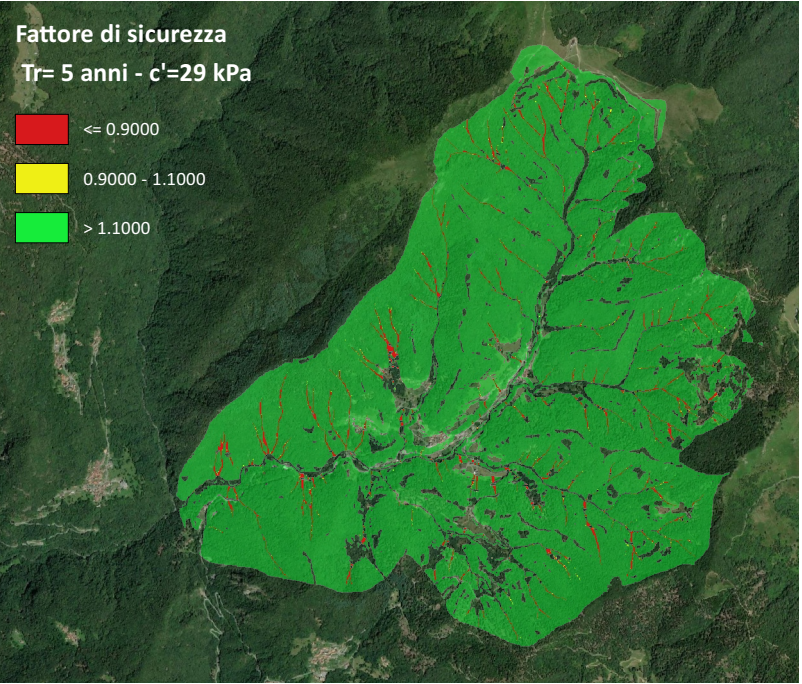 Fattore di sicurezza
Tr= 5 anni - c'=29 kPa
<= 0.9000
0.9000 - 1.1000
> 1.1000